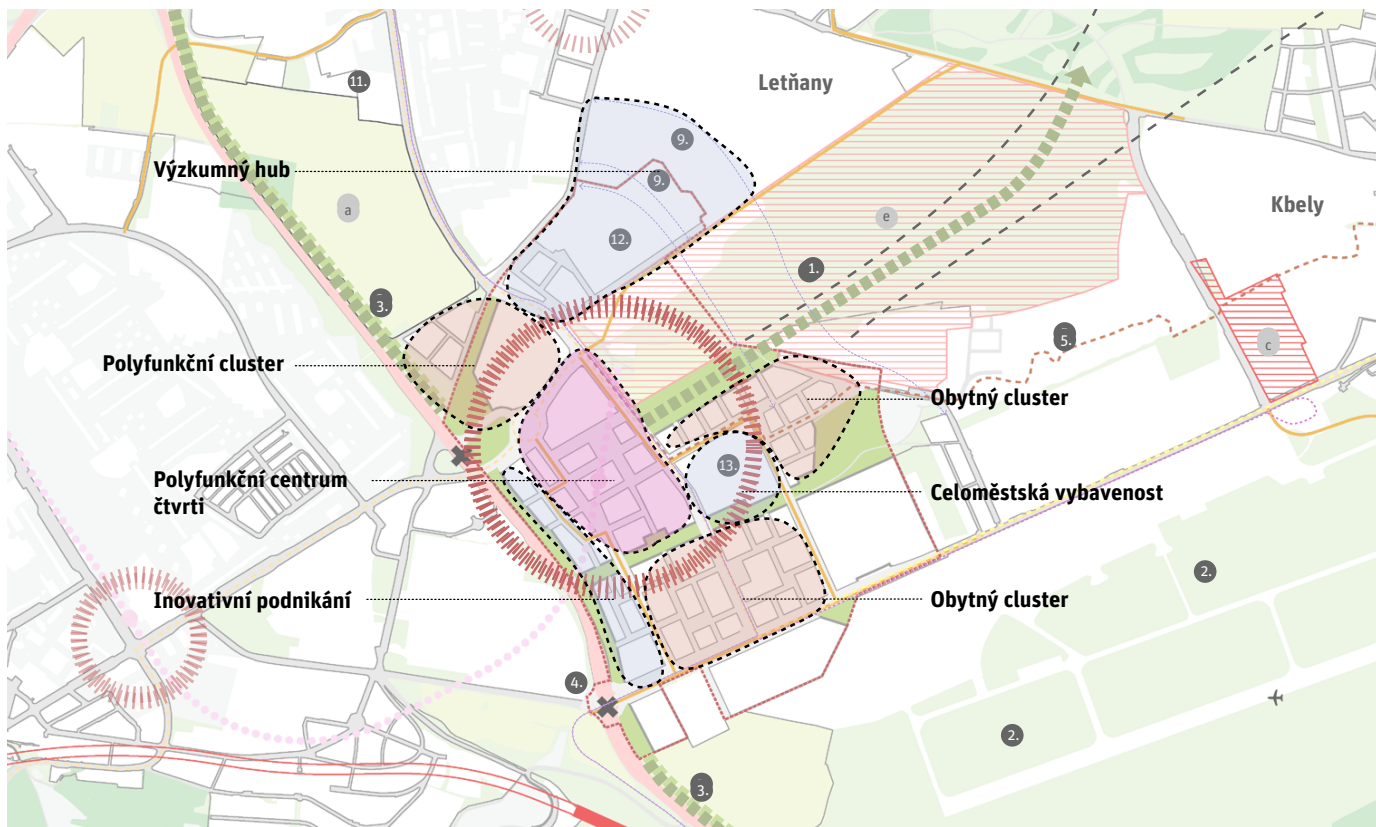 Letňany
11.
9.
Výzkumný hub
9.
Kbely
a
e
12.
1.
3.
5.
c
Polyfunkční cluster
Obytný cluster
13.
Polyfunkční centrum
čtvrti
Celoměstská vybavenost
2.
Inovativní podnikání
Obytný cluster
4.
2.
3.